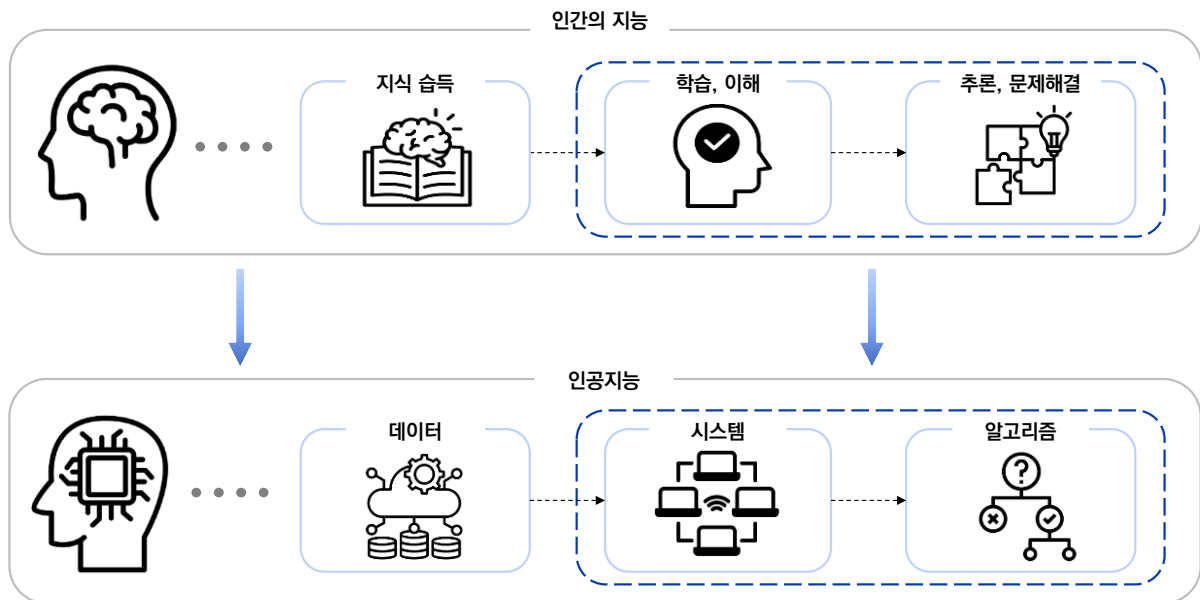 인간의 지능
지식 습득
학습, 이해
추론, 문제해결
인공지능
데이터
시스템
알고리즘